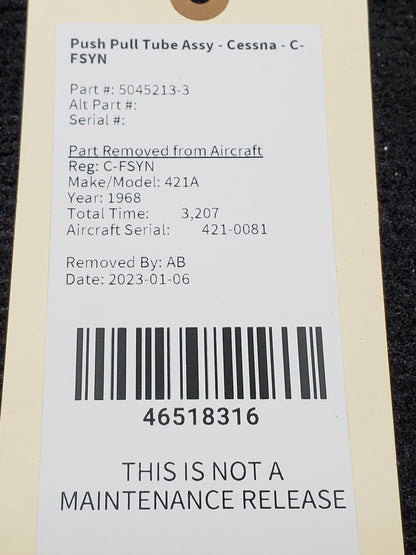 Push Pull Tube Assy - Cessna - C-
FSYN
Part #: 5045213-3
Alt Part #:
Serial #:
Part Removed from Aircraft
Reg: C-FSYN
Make/Model: 421A
Year: 1968
Total Time: 3,207
Aircraft Serial: 421-0081
Removed By: AB
Date: 2023-01-06
46518316
THIS IS NOT A
MAINTENANCE RELEASE